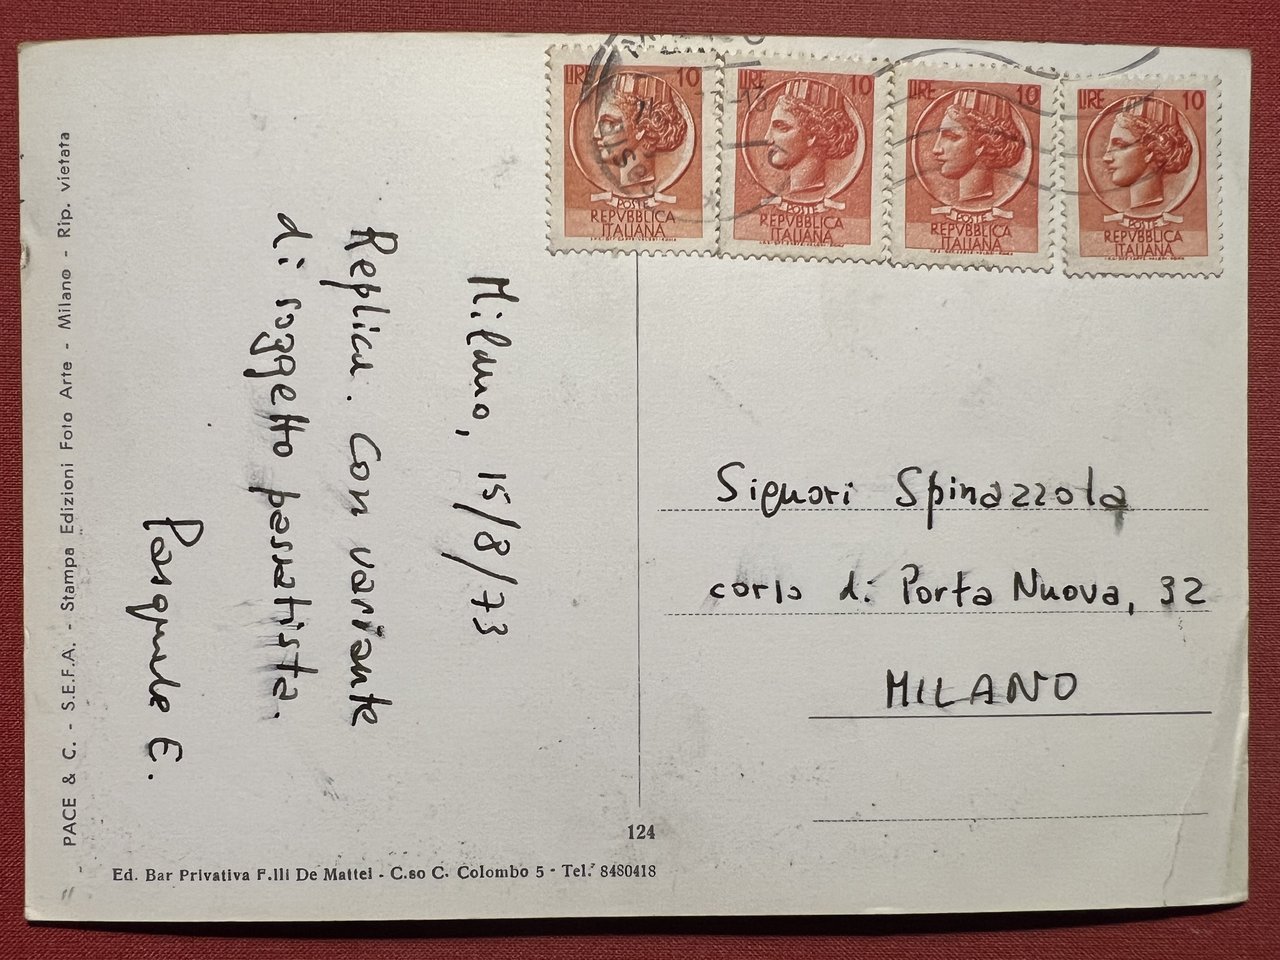 LIRE 10
POSTE
REPVBBLICA
ITALIANA
LIRE 10
POSTE
REPVBBLICA
ITALIANA
LIRE 10
POSTE
REPVBBLICA
ITALIANA
LIRE 10
POSTE
REPVBBLICA
ITALIANA
Milano, 15/8/73
Replica. Con variante
di soggetto passatista.
Pasquale E.
Signori Spinazzola
corso di Porta Nuova, 32
MILANO
124
Ed. Bar Privativa F.lli De Mattei - C.so C. Colombo 5 - Tel. 8480418
PACE & C. - S.E.F.A. - Stampa Edizioni Foto Arte - Milano - Rip. vietata